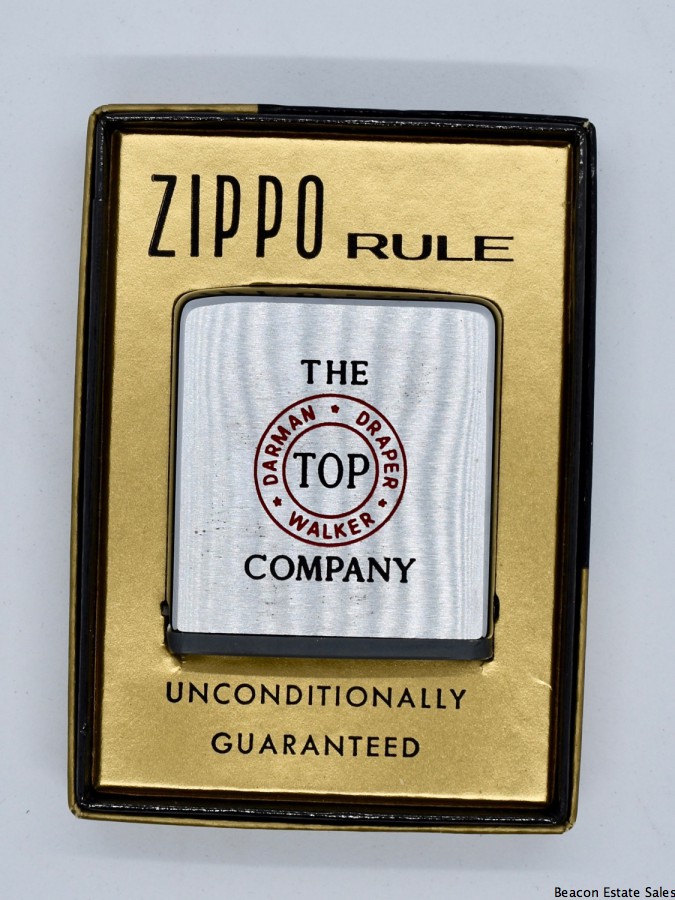 ZIPPO RULE
THE
DARMAN * DRAPER * WALKER *
TOP
COMPANY
UNCONDITIONALLY
GUARANTEED
Beacon Estate Sales